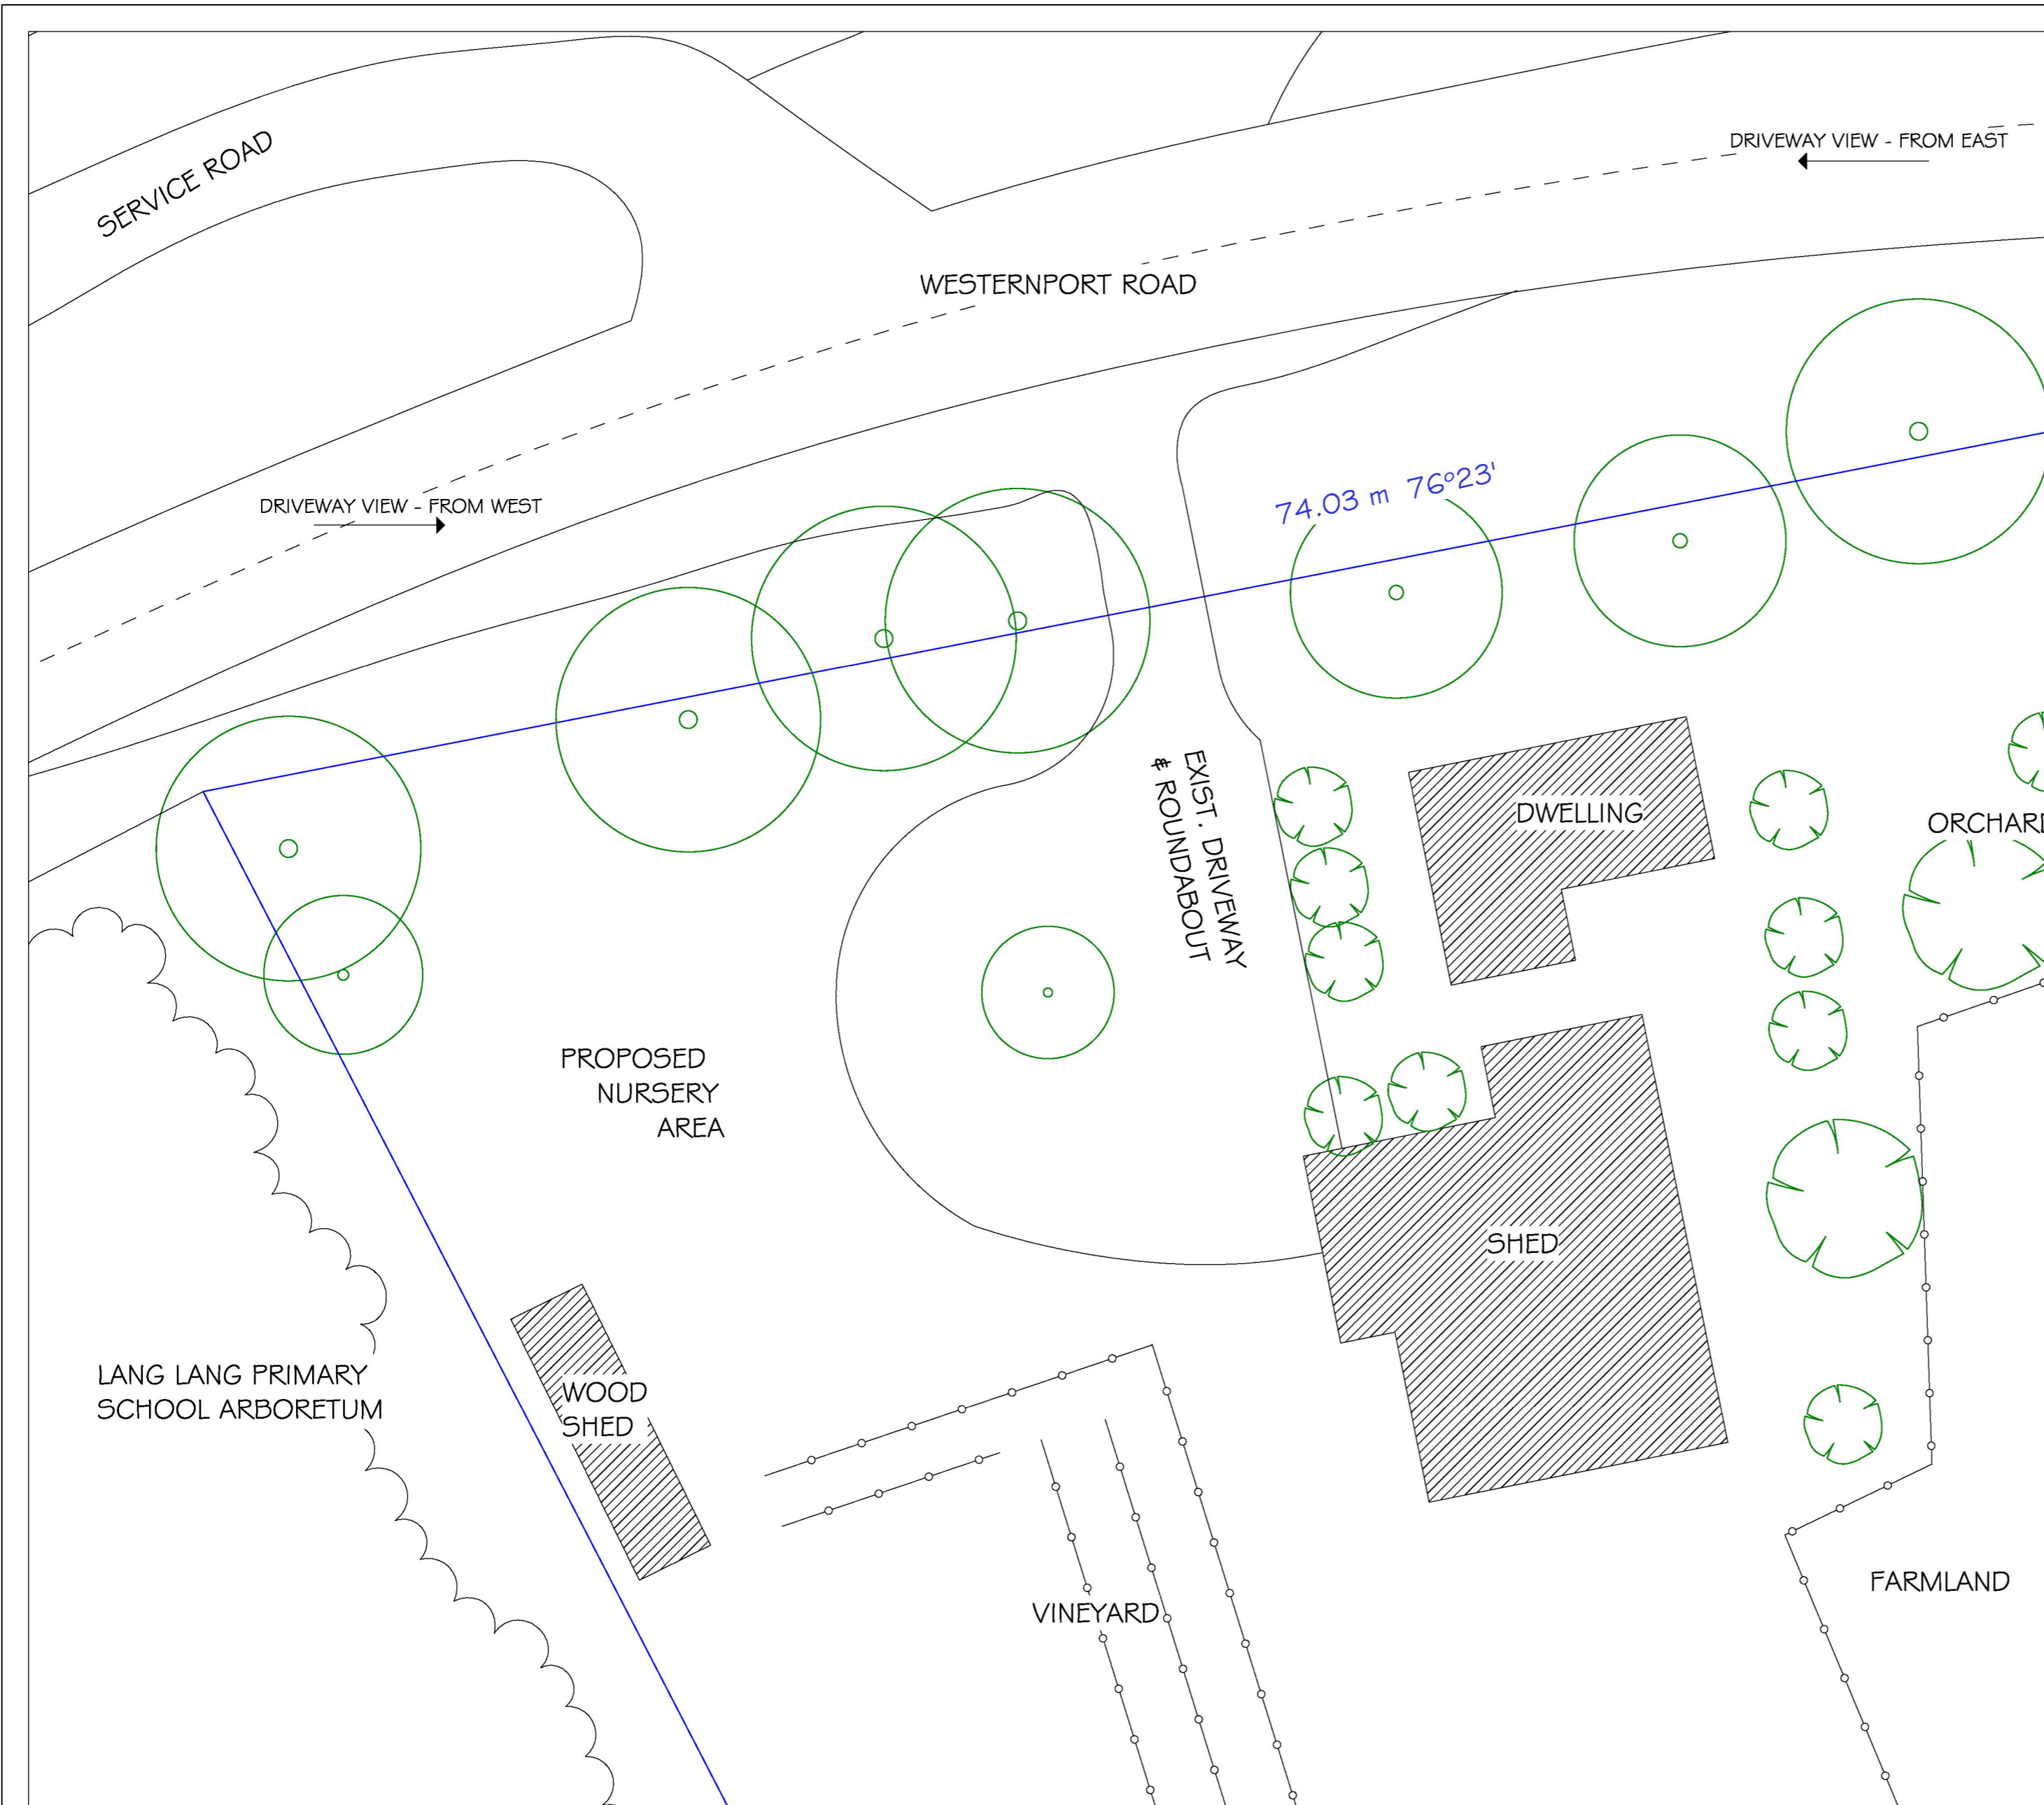 SERVICE ROAD
DRIVEWAY VIEW - FROM EAST
WESTERNPORT ROAD
DRIVEWAY VIEW - FROM WEST
74.03 m 76°23'
EXIST. DRIVEWAY
& ROUNDABOUT
DWELLING
ORCHARD
PROPOSED
NURSERY
AREA
SHED
LANG LANG PRIMARY
SCHOOL ARBORETUM
WOOD
SHED
VINEYARD
FARMLAND